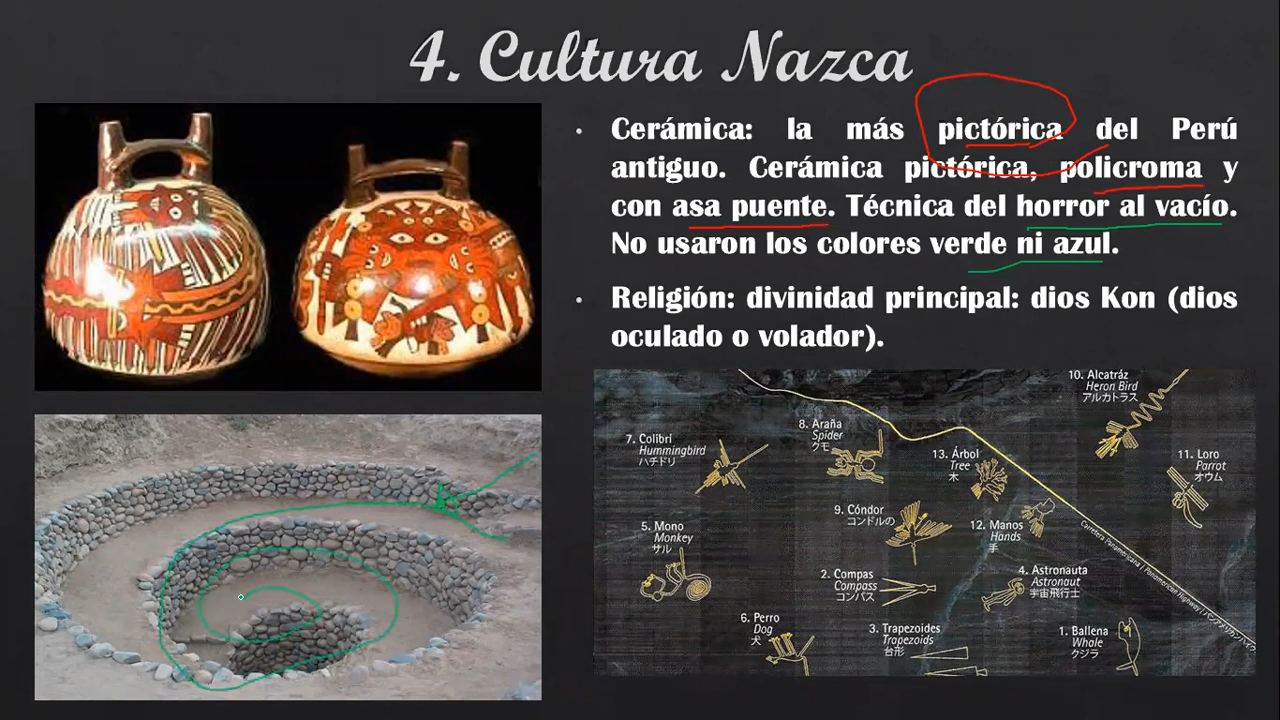 4. Cultura Nazca
• Cerámica: la más pictórica del Perú
antiguo. Cerámica pictórica, policroma y
con asa puente. Técnica del horror al vacío.
No usaron los colores verde ni azul.
• Religión: divinidad principal: dios Kon (dios
oculado o volador).
10. Alcatráz
Heron Bird
アルカトラス
7. Colibrí
Hummingbird
ハチドリ
8. Araña
Spider
クモ
13. Árbol
Tree
木
11. Loro
Parrot
オウム
9. Cóndor
コンドルの
12. Manos
Hands
手
5. Mono
Monkey
サル
2. Compas
Compass
コンパス
4. Astronauta
Astronaut
宇宙飛行士
6. Perro
Dog
犬
3. Trapezoides
Trapezoids
台形
1. Ballena
Whale
クジラ
Carretera Panamericana / Panamerican Highway /